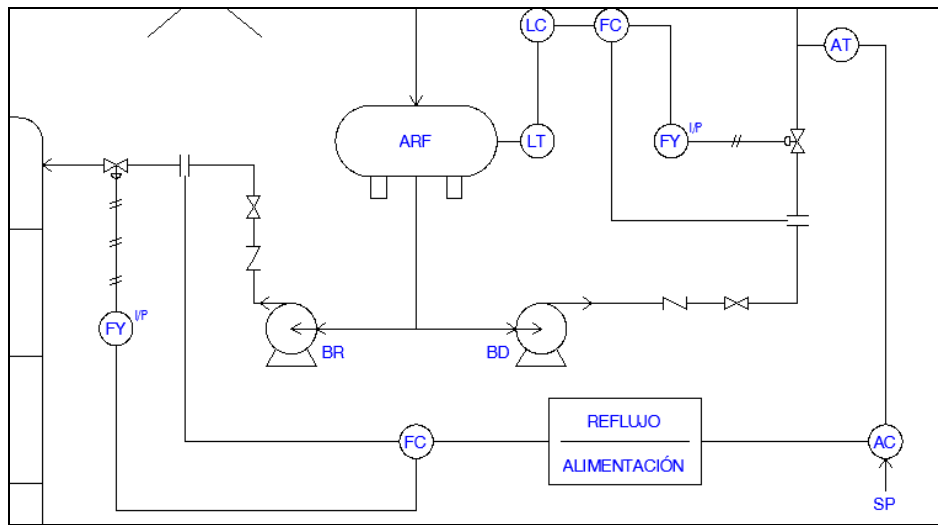 LC
FC
AT
ARF
LT
FY
I/P
FY
I/P
BR
BD
REFLUJO
ALIMENTACIÓN
FC
AC
SP